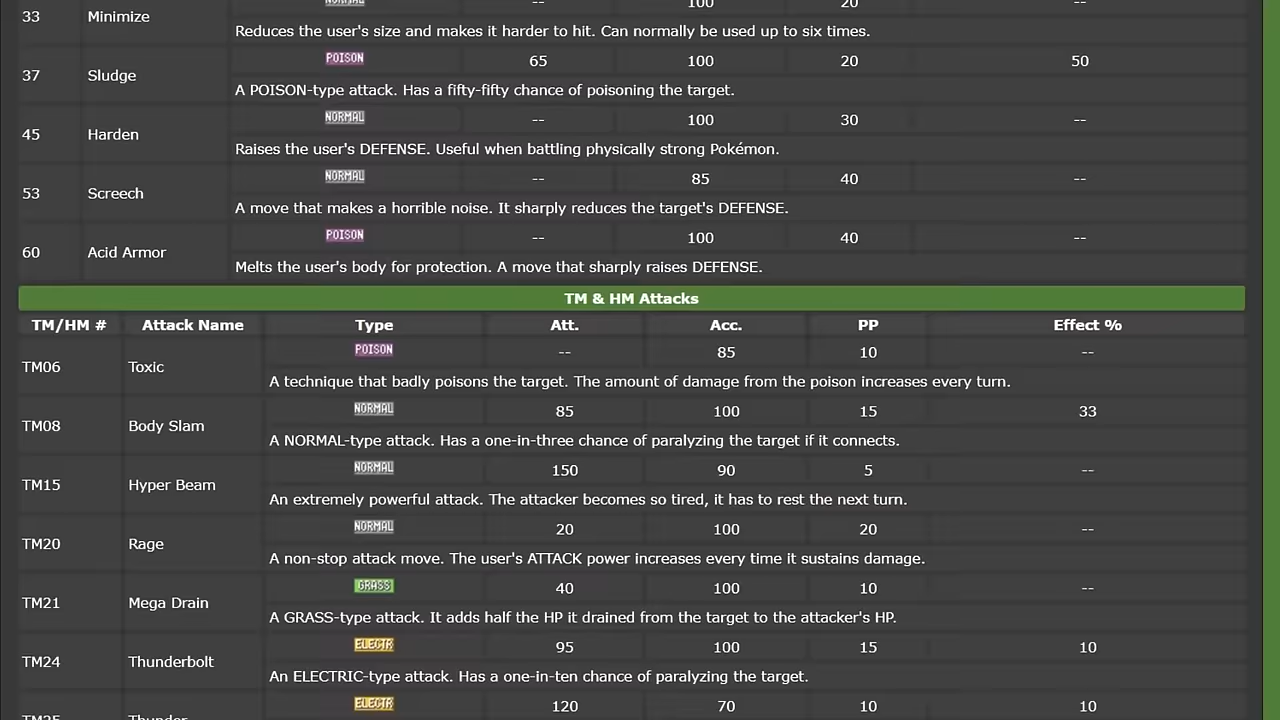 NORMAL -- 100 20 --
33 Minimize
Reduces the user's size and makes it harder to hit. Can normally be used up to six times.
POISON 65 100 20 50
37 Sludge
A POISON-type attack. Has a fifty-fifty chance of poisoning the target.
NORMAL -- 100 30 --
45 Harden
Raises the user's DEFENSE. Useful when battling physically strong Pokémon.
NORMAL -- 85 40 --
53 Screech
A move that makes a horrible noise. It sharply reduces the target's DEFENSE.
POISON -- 100 40 --
60 Acid Armor
Melts the user's body for protection. A move that sharply raises DEFENSE.
TM & HM Attacks
TM/HM # Attack Name Type Att. Acc. PP Effect %
POISON -- 85 10 --
TM06 Toxic
A technique that badly poisons the target. The amount of damage from the poison increases every turn.
NORMAL 85 100 15 33
TM08 Body Slam
A NORMAL-type attack. Has a one-in-three chance of paralyzing the target if it connects.
NORMAL 150 90 5 --
TM15 Hyper Beam
An extremely powerful attack. The attacker becomes so tired, it has to rest the next turn.
NORMAL 20 100 20 --
TM20 Rage
A non-stop attack move. The user's ATTACK power increases every time it sustains damage.
GRASS 40 100 10 --
TM21 Mega Drain
A GRASS-type attack. It adds half the HP it drained from the target to the attacker's HP.
ELECTR 95 100 15 10
TM24 Thunderbolt
An ELECTRIC-type attack. Has a one-in-ten chance of paralyzing the target.
ELECTR 120 70 10 10
TM25 Thunder